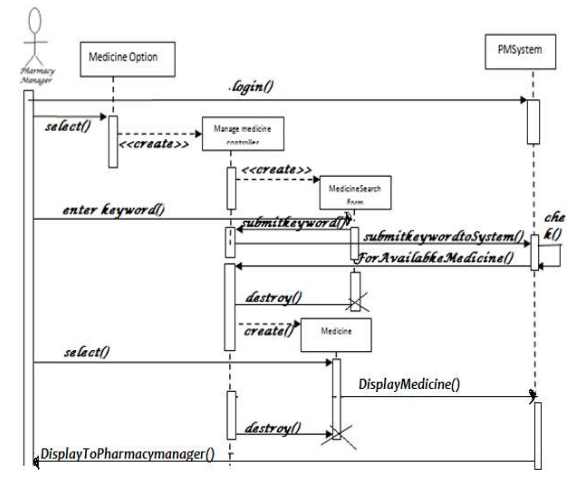 Pharmacy
Manager
Medicine Option
PMSystem
.login()
select()
<<create>>
Manage medicine
controller
<<create>>
MedicineSearch
Form
enter keyword()
submitkeyword()
che
k()
submitkeywordtoSystem()
ForAvailabkeMedicine()
destroy()
create()
Medicine
select()
DisplayMedicine()
destroy()
DisplayToPharmacymanager()